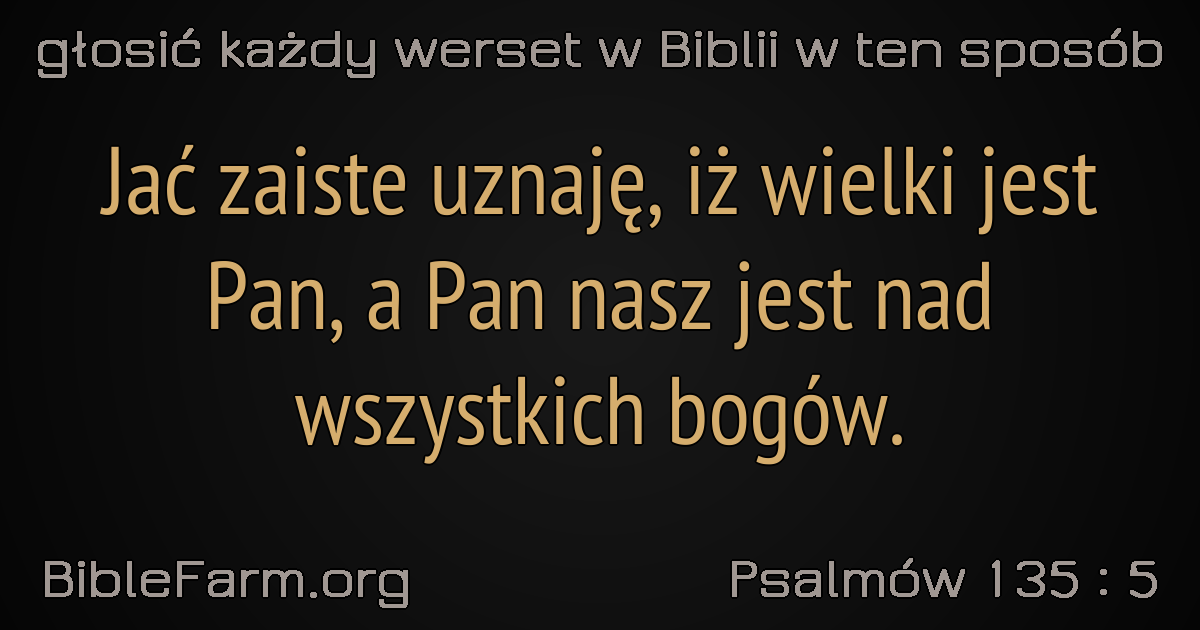 głosić każdy werset w Biblii w ten sposób
Jać zaiste uznaję, iż wielki jest
Pan, a Pan nasz jest nad
wszystkich bogów.
BibleFarm.org
Psalmów 135 : 5